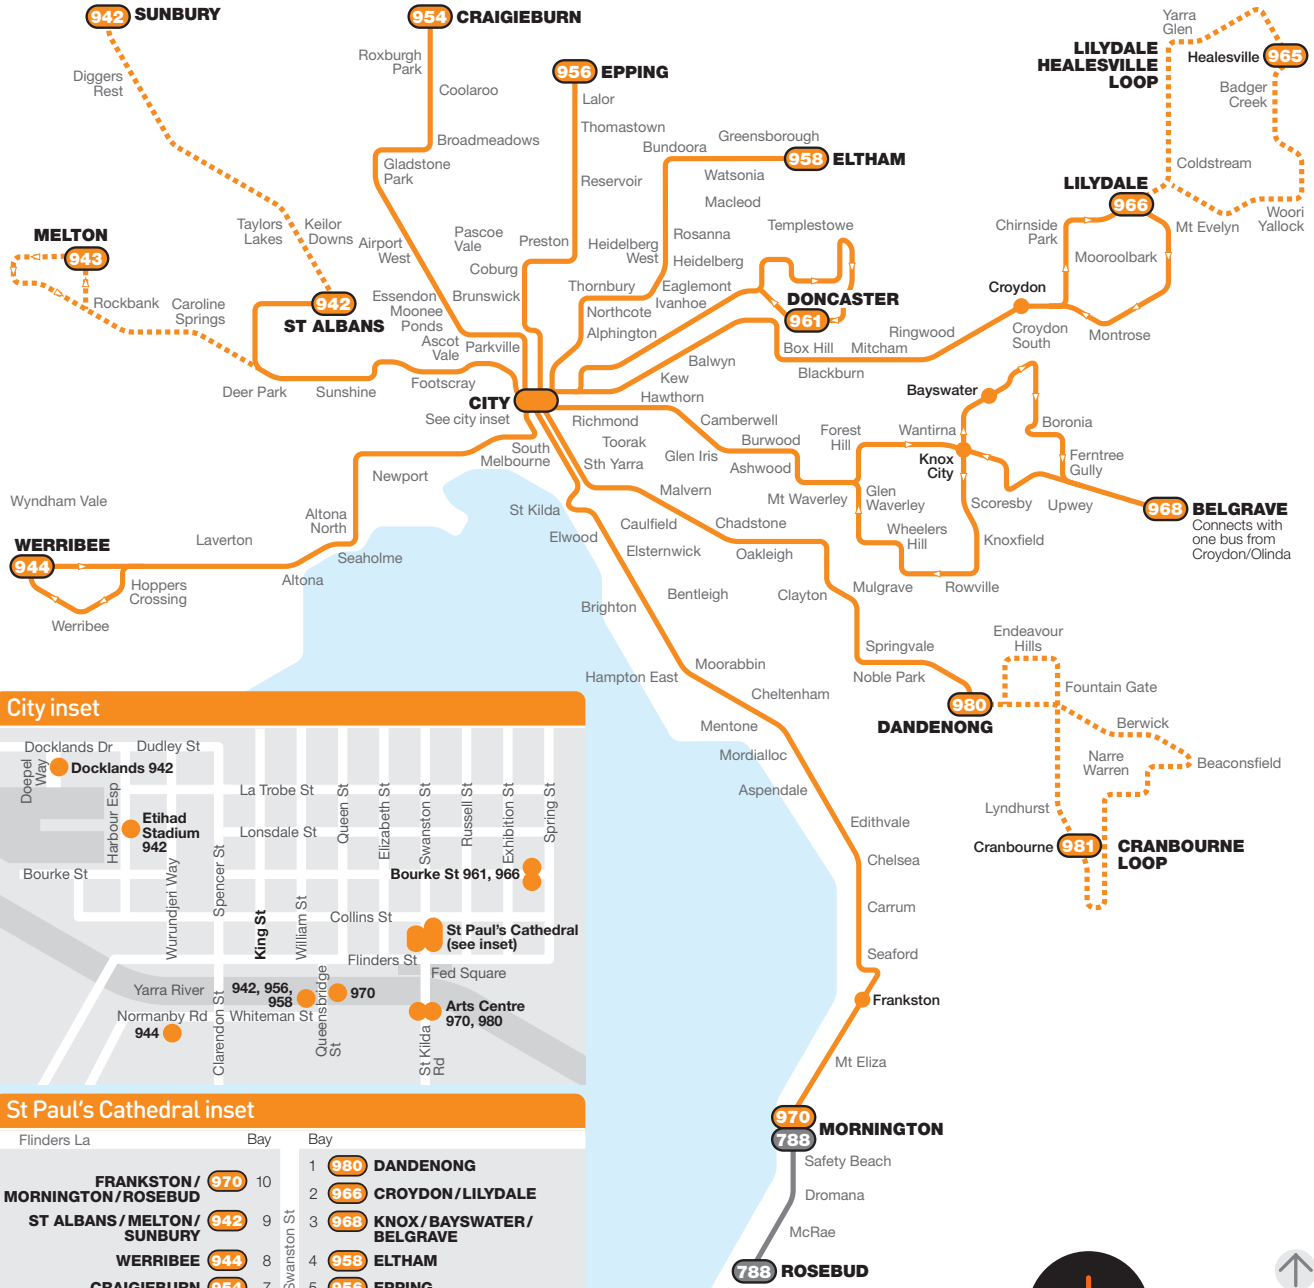 942 SUNBURY
954 CRAIGIEBURN
956 EPPING
Yarra
Glen
LILYDALE
HEALESVILLE
LOOP
Healesville 965
Badger
Creek
Roxburgh
Park
Diggers
Rest
Coolaroo
Lalor
Thomastown
Broadmeadows
Greensborough
Bundoora
958 ELTHAM
Gladstone
Park
Reservoir
Watsonia
Macleod
Coldstream
LILYDALE
966
Woori
Yallock
Mt Evelyn
Chirnside
Park
Mooroolbark
Taylors
Lakes
Keilor
Downs
MELTON
943
Airport
West
Pascoe
Vale
Preston
Coburg
Heidelberg
West
Rosanna
Heidelberg
Templestowe
Rockbank
Caroline
Springs
942
ST ALBANS
Essendon
Moonee
Ponds
Brunswick
Thornbury
Eaglemont
Ivanhoe
Northcote
Alphington
DONCASTER
961
Croydon
Croydon
South
Montrose
Ringwood
Ascot
Vale
Parkville
Box Hill
Mitcham
Blackburn
Balwyn
Kew
Hawthorn
Deer Park
Sunshine
Footscray
CITY
See city inset
Richmond
Camberwell
Bayswater
Toorak
Burwood
Forest
Hill
Wantirna
Boronia
South
Melbourne
Sth Yarra
Glen Iris
Ashwood
Knox
City
Ferntree
Gully
Newport
Malvern
Mt Waverley
Glen
Waverley
Scoresby
Upwey
968 BELGRAVE
Connects with
one bus from
Croydon/Olinda
Wyndham Vale
Altona
North
St Kilda
Caulfield
Chadstone
Wheelers
Hill
Knoxfield
WERRIBEE
944
Laverton
Seaholme
Elwood
Elsternwick
Oakleigh
Hoppers
Crossing
Altona
Werribee
Brighton
Bentleigh
Clayton
Mulgrave
Rowville
Endeavour
Hills
Springvale
Moorabbin
Hampton East
Noble Park
Cheltenham
980
DANDENONG
Fountain Gate
Berwick
Mentone
Mordialloc
Narre
Warren
Beaconsfield
Aspendale
Lyndhurst
Edithvale
Cranbourne 981 CRANBOURNE
LOOP
Chelsea
Carrum
Seaford
Frankston
Mt Eliza
970
788
MORNINGTON
Safety Beach
Dromana
McRae
788 ROSEBUD
City inset
Docklands Dr
Dudley St
Doepel
Way
Docklands 942
La Trobe St
Harbour Esp
Etihad
Stadium
942
Lonsdale St
Queen St
Elizabeth St
Swanston St
Russell St
Exhibition St
Spring St
Bourke St
Wurundjeri Way
Spencer St
Bourke St 961, 966
King St
William St
Collins St
St Paul's Cathedral
(see inset)
Flinders St
Fed Square
Yarra River
942, 956,
958
970
Queensbridge
St
Normanby Rd
Whiteman St
Clarendon St
944
Arts Centre
970, 980
St Kilda
Rd
St Paul's Cathedral inset
Flinders La
Bay
Bay
Swanston St
FRANKSTON/
MORNINGTON/ROSEBUD 970 10
ST ALBANS/MELTON/
SUNBURY 942 9
WERRIBEE 944 8
CRAIGIEBURN 954 7
1 980 DANDENONG
2 966 CROYDON/LILYDALE
3 968 KNOX/BAYSWATER/
BELGRAVE
4 958 ELTHAM
5 956 EPPING